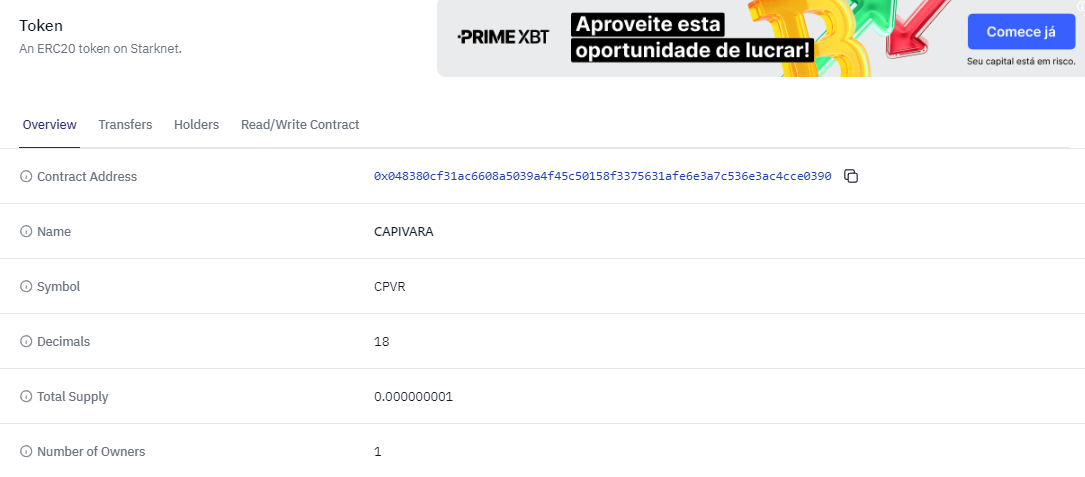 Token
An ERC20 token on Starknet.
PRIME XBT
Aproveite esta
oportunidade de lucrar!
Comece já
Seu capital está em risco.
Overview Transfers Holders Read/Write Contract
Contract Address 0x048380cf31ac6608a5039a4f45c50158f3375631afe6e3a7c536e3ac4cce0390
Name CAPIVARA
Symbol CPVR
Decimals 18
Total Supply 0.000000001
Number of Owners 1